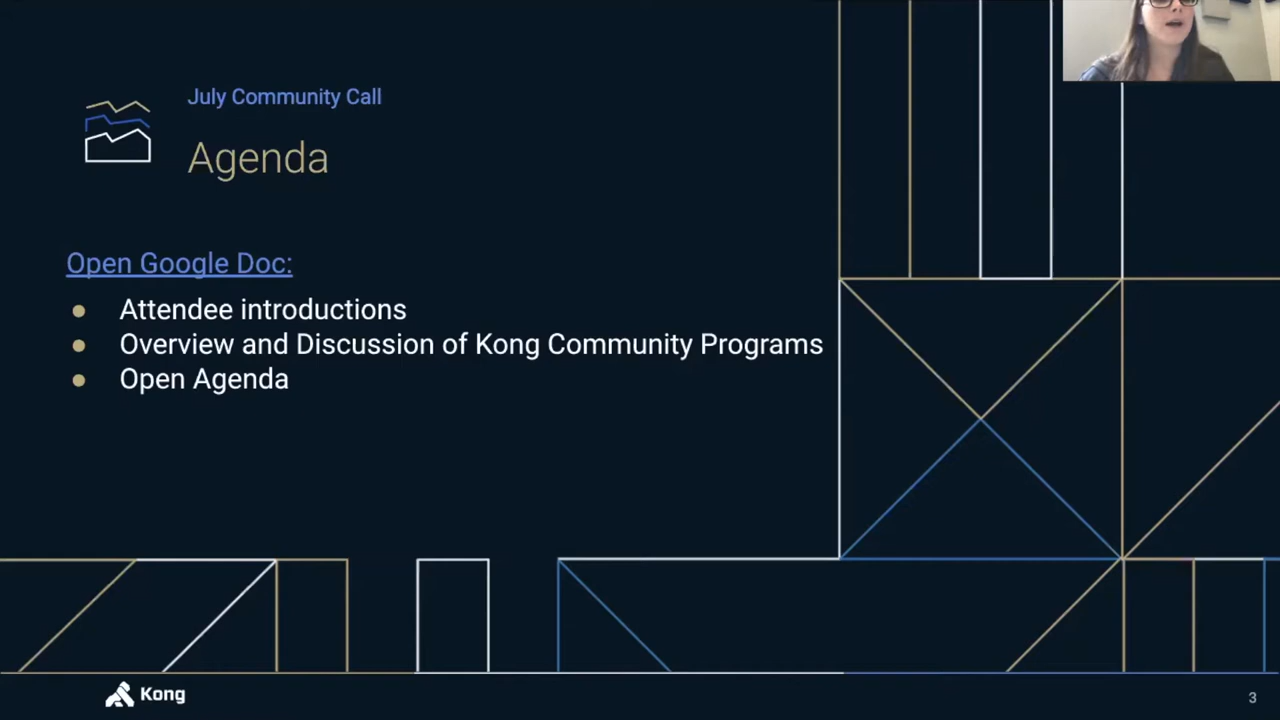 July Community Call
Agenda
Open Google Doc:
● Attendee introductions
● Overview and Discussion of Kong Community Programs
● Open Agenda
Kong
3